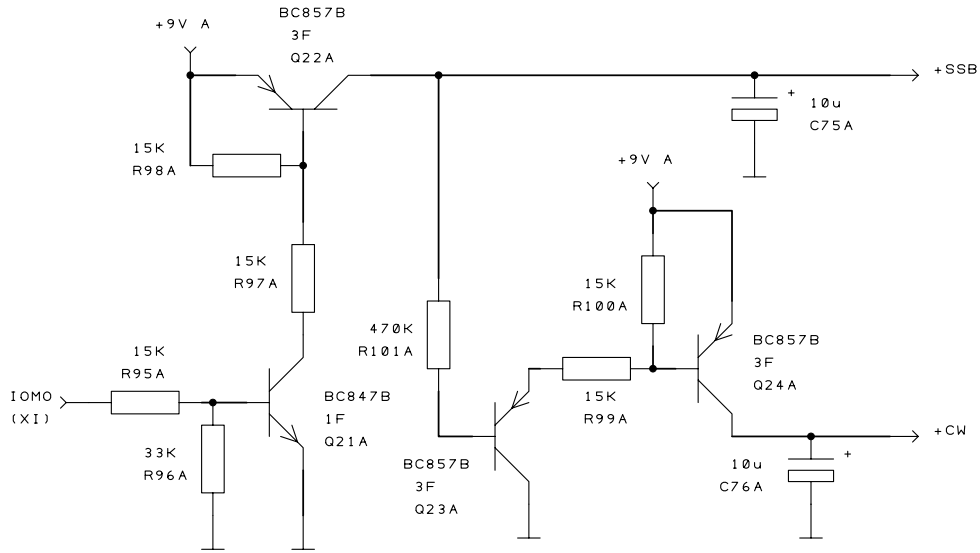 BC857B
3F
Q22A
+9V A
+SSB
10u
C75A
15K
R98A
+9V A
15K
R97A
15K
R100A
470K
R101A
BC857B
3F
Q24A
15K
R95A
IOMO
(XI)
BC847B
1F
Q21A
15K
R99A
+CW
33K
R96A
BC857B
3F
Q23A
10u
C76A
+
+